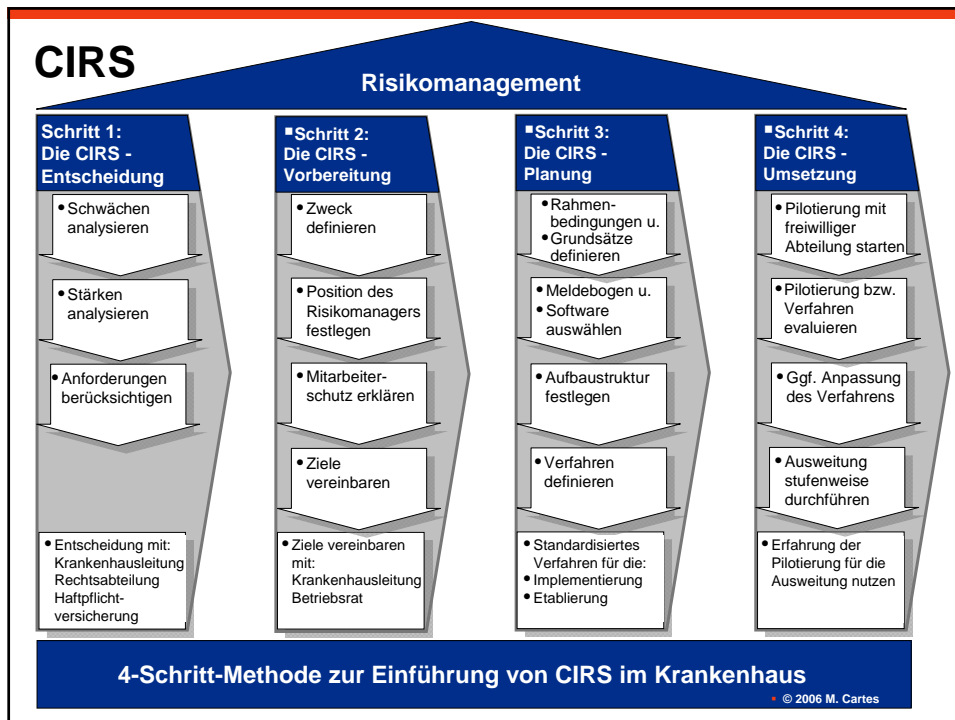 CIRS
Risikomanagement
Schritt 1:
Die CIRS -
Entscheidung
• Schwächen
analysieren
• Stärken
analysieren
• Anforderungen
berücksichtigen
• Entscheidung mit:
Krankenhausleitung
Rechtsabteilung
Haftpflicht-
versicherung
▪Schritt 2:
Die CIRS -
Vorbereitung
• Zweck
definieren
• Position des
Risikomanagers
festlegen
• Mitarbeiter-
schutz erklären
• Ziele
vereinbaren
• Ziele vereinbaren
mit:
Krankenhausleitung
Betriebsrat
▪Schritt 3:
Die CIRS -
Planung
• Rahmen-
bedingungen u.
• Grundsätze
definieren
• Meldebogen u.
• Software
auswählen
• Aufbaustruktur
festlegen
• Verfahren
definieren
• Standardisiertes
Verfahren für die:
• Implementierung
• Etablierung
▪Schritt 4:
Die CIRS -
Umsetzung
• Pilotierung mit
freiwilliger
Abteilung starten
• Pilotierung bzw.
Verfahren
evaluieren
• Ggf. Anpassung
des Verfahrens
• Ausweitung
stufenweise
durchführen
• Erfahrung der
Pilotierung für die
Ausweitung nutzen
4-Schritt-Methode zur Einführung von CIRS im Krankenhaus
• © 2006 M. Cartes